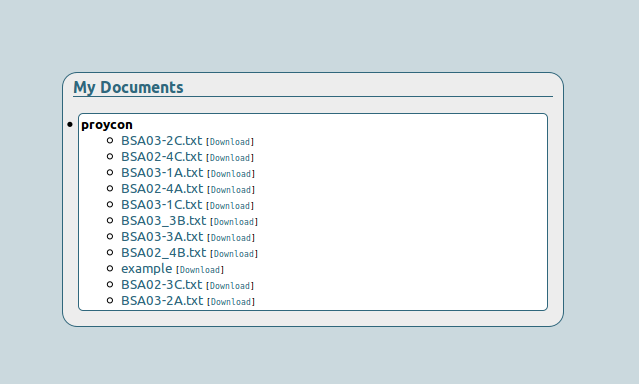 My Documents
proycon
BSA03-2C.txt [Download]
BSA02-4C.txt [Download]
BSA03-1A.txt [Download]
BSA02-4A.txt [Download]
BSA03-1C.txt [Download]
BSA03_3B.txt [Download]
BSA03-3A.txt [Download]
BSA02_4B.txt [Download]
example [Download]
BSA02-3C.txt [Download]
BSA03-2A.txt [Download]